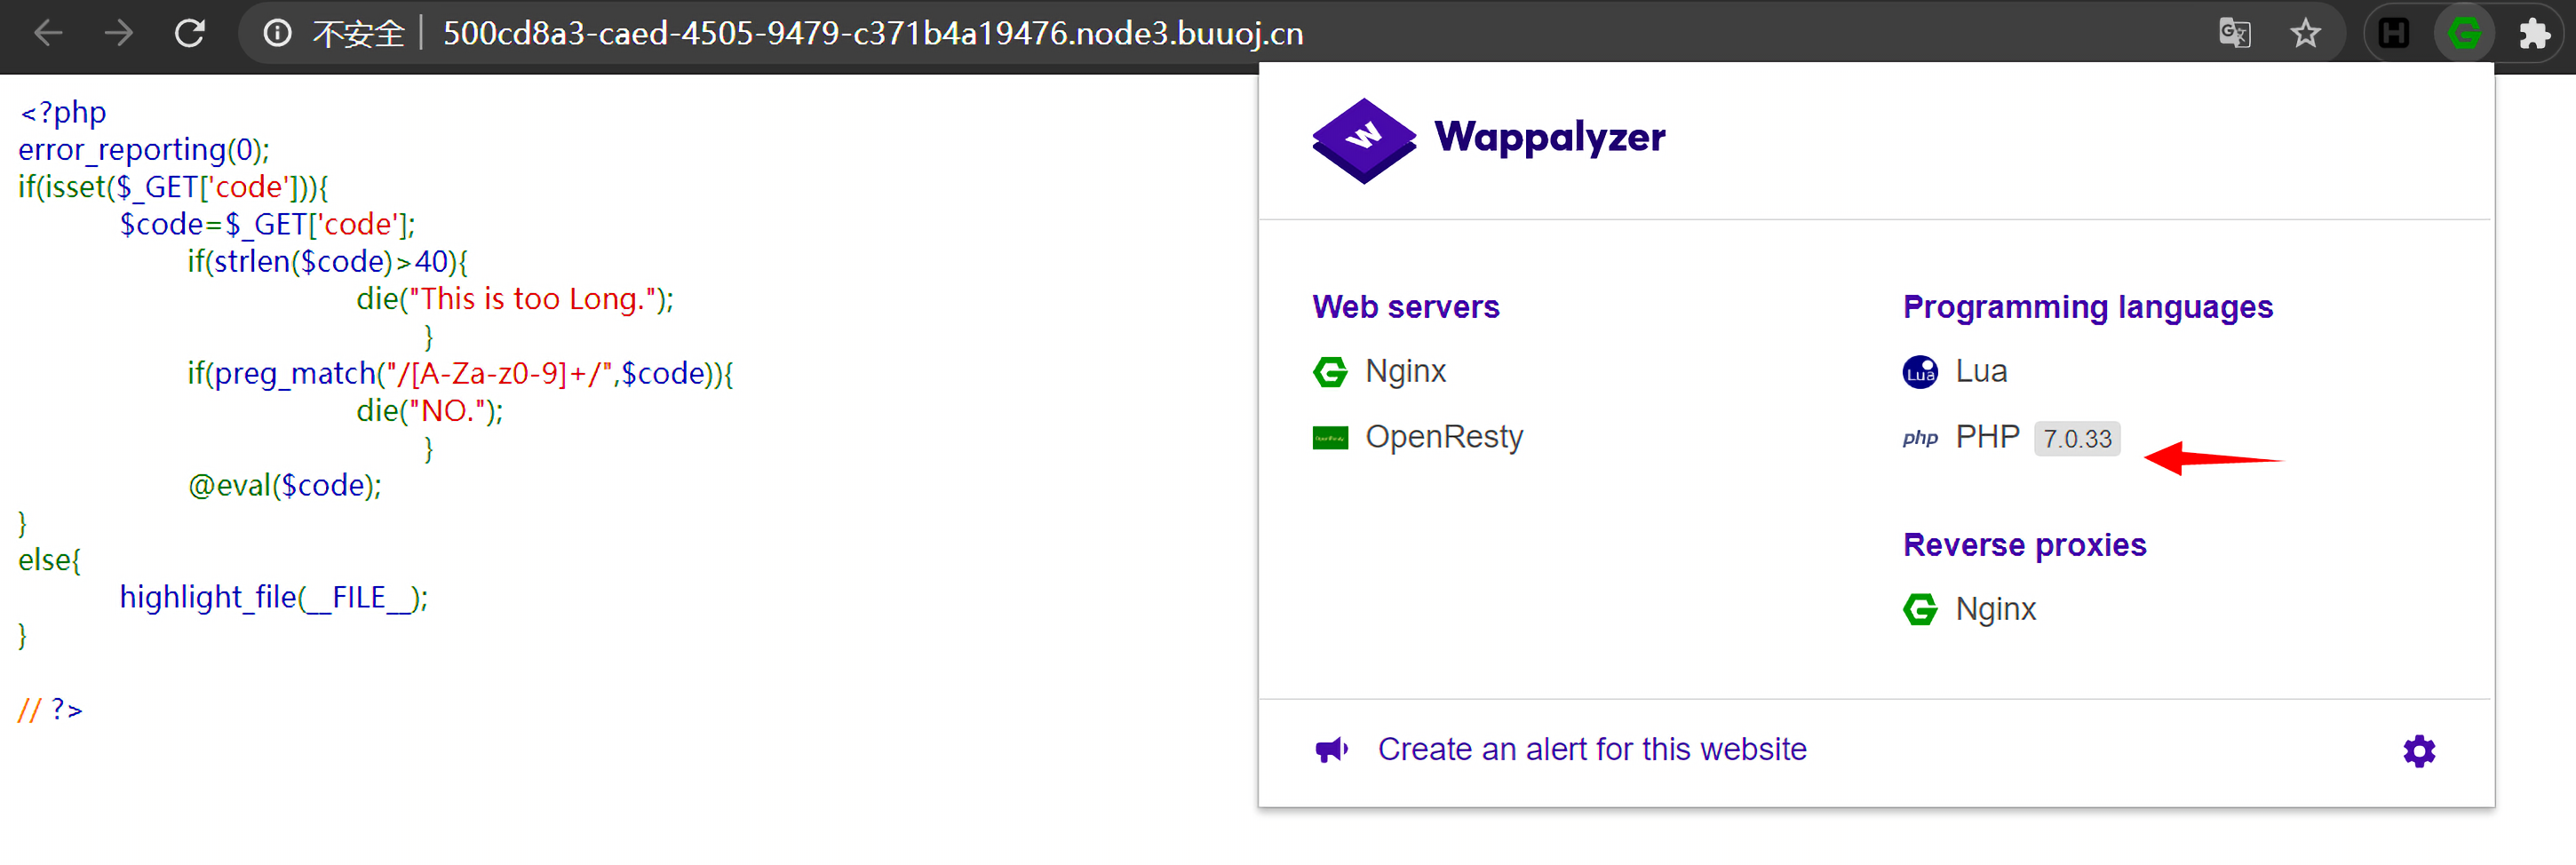 不安全 500cd8a3-caed-4505-9479-c371b4a19476.node3.buuoj.cn
<?php
error_reporting(0);
if(isset($_GET['code'])){
$code=$_GET['code'];
if(strlen($code)>40){
die("This is too Long.");
}
if(preg_match("/[A-Za-z0-9]+/",$code)){
die("NO.");
}
@eval($code);
}
else{
highlight_file(__FILE__);
}
// ?>
Wappalyzer
Web servers
Nginx
OpenResty
Programming languages
Lua
PHP 7.0.33
Reverse proxies
Nginx
Create an alert for this website